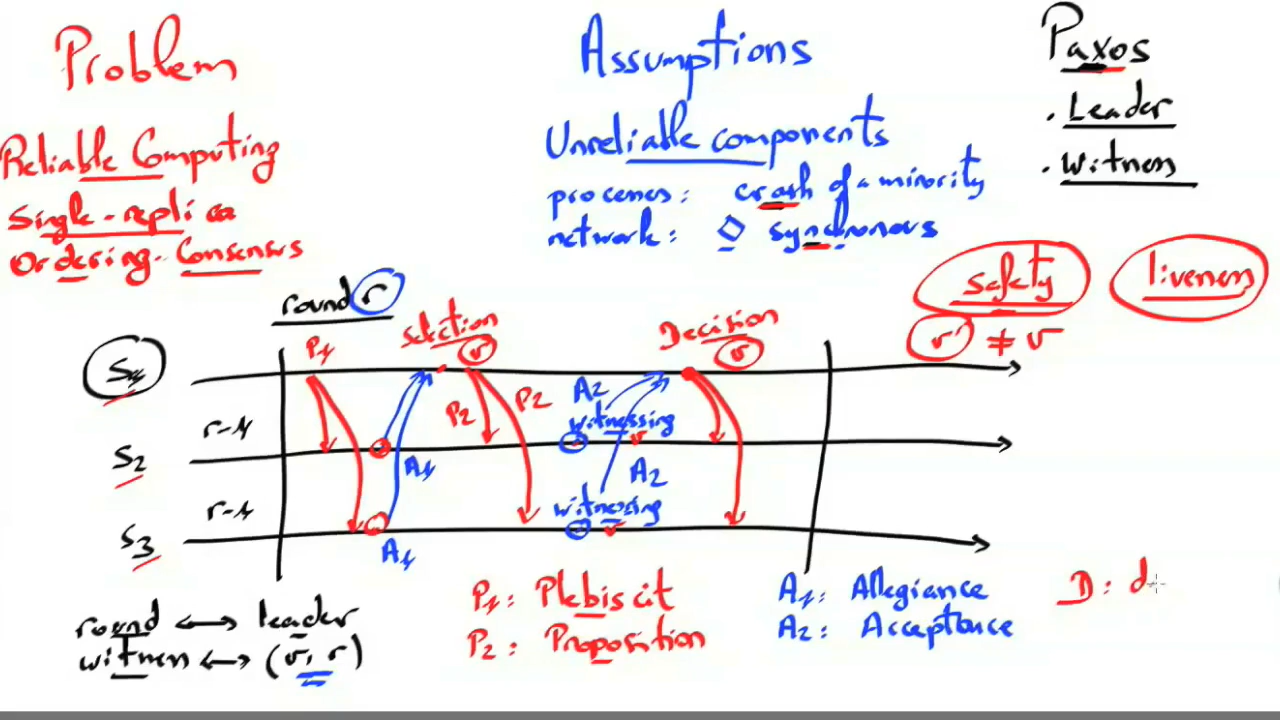 Problem
Reliable Computing
Single-replica
Ordering-Consensus
Assumptions
Unreliable components
processes: crash of a minority
network: ◇ synchronous
Paxos
. Leader
. Witness
safety
liveness
v' ≠ v
round r
P1
selection
v
Decision
v
S1
A2
P2
P2
witnessing
v
r-1
S2
A1
A2
r-1
witnessing
v
S3
A1
round ↔ leader
witness ↔ (v, r)
P1: Plebiscit
P2: Proposition
A1: Allegiance
A2: Acceptance
D: d